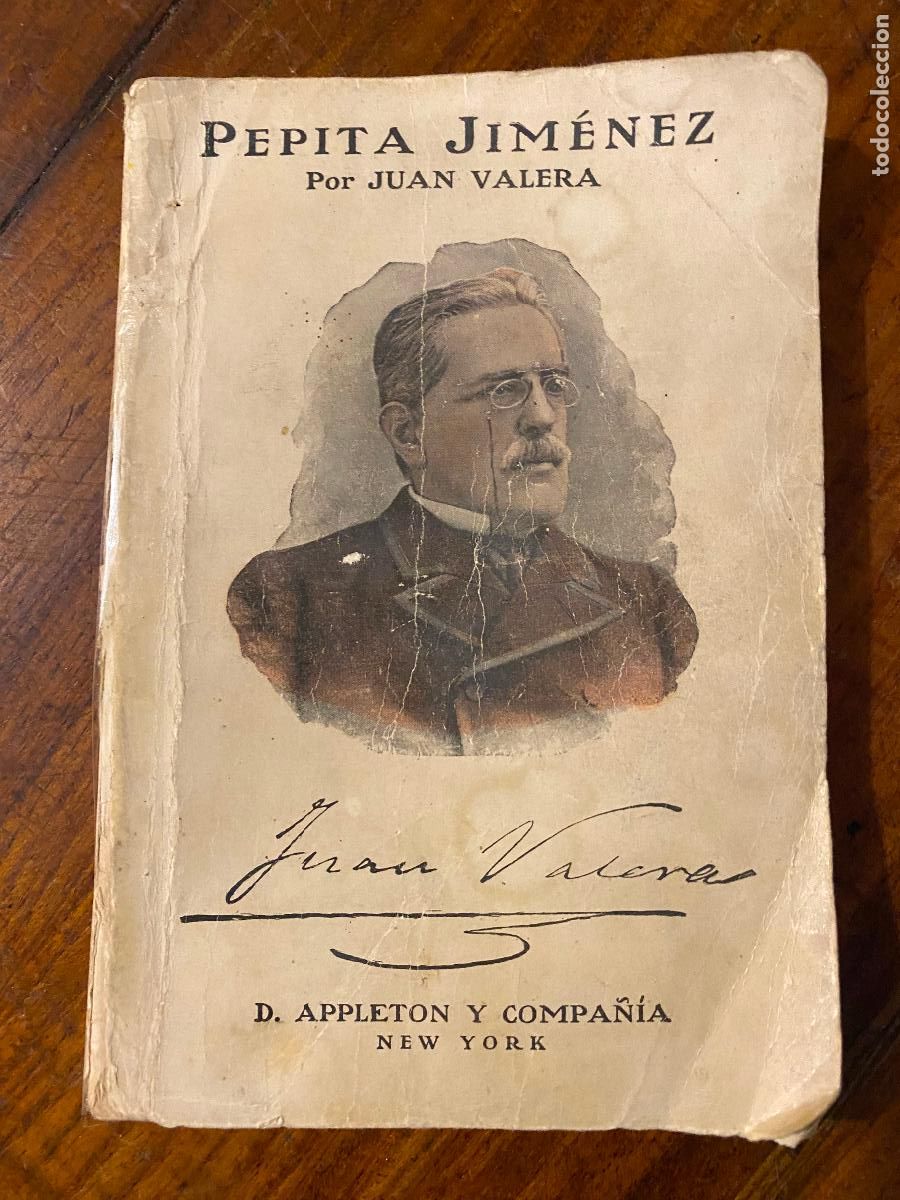 PEPITA JIMÉNEZ
Por JUAN VALERA
Juan Valera
D. APPLETON Y COMPAÑÍA
NEW YORK
todocoleccion